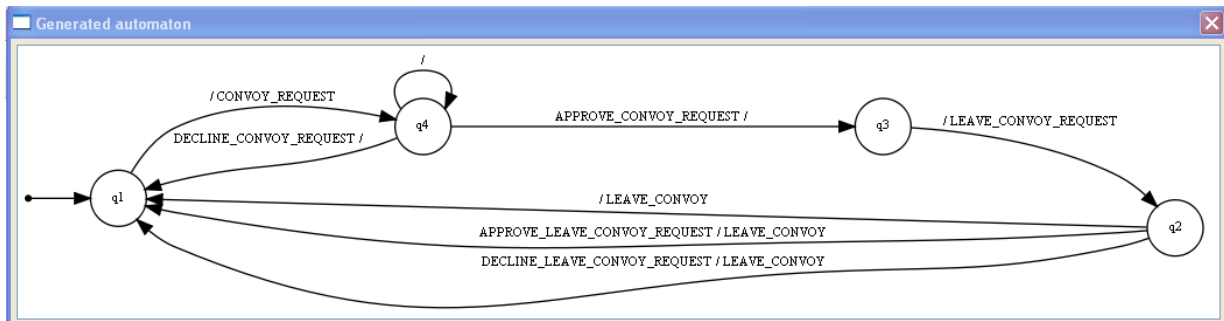 Generated automaton
/
/ CONVOY_REQUEST
APPROVE_CONVOY_REQUEST /
q4
q3
/ LEAVE_CONVOY_REQUEST
DECLINE_CONVOY_REQUEST /
q1
/ LEAVE_CONVOY
q2
APPROVE_LEAVE_CONVOY_REQUEST / LEAVE_CONVOY
DECLINE_LEAVE_CONVOY_REQUEST / LEAVE_CONVOY